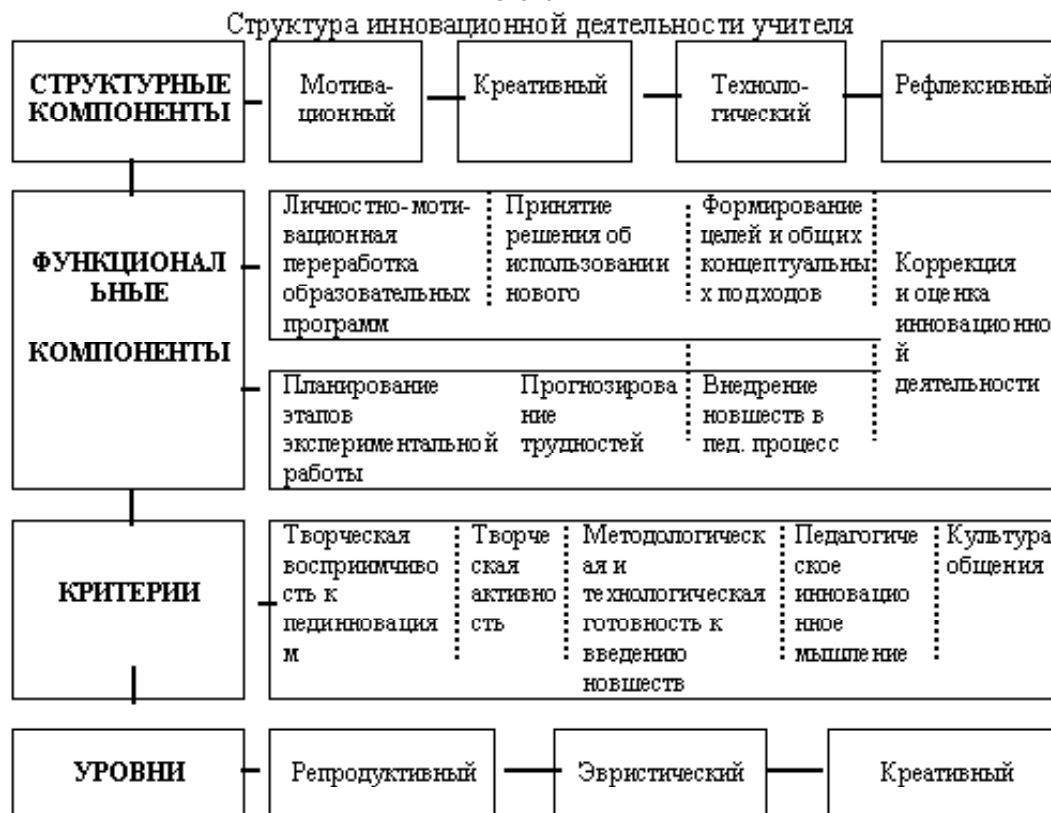 Структура инновационной деятельности учителя
СТРУКТУРНЫЕ
КОМПОНЕНТЫ
Мотива-
ционный
Креативный
Техноло-
гический
Рефлексивный
ФУНКЦИОНАЛ
ЬНЫЕ
КОМПОНЕНТЫ
Личностно-моти-
вационная
переработка
образовательных
программ
Принятие
решения об
использовании
нового
Формирование
целей и общих
концептуальны
х подходов
Коррекция
и оценка
инновационно
й
деятельности
Планирование
этапов
экспериментальной
работы
Прогнозирова
ние
трудностей
Внедрение
новшеств в
пед. процесс
КРИТЕРИИ
Творческая
восприимчиво
сть к
пединновация
м
Творче
ская
активно
сть
Методологическ
ая и
технологическая
готовность к
введению
новшеств
Педагогиче
ское
инновацио
нное
мышление
Культура
общения
УРОВНИ
Репродуктивный
Эвристический
Креативный